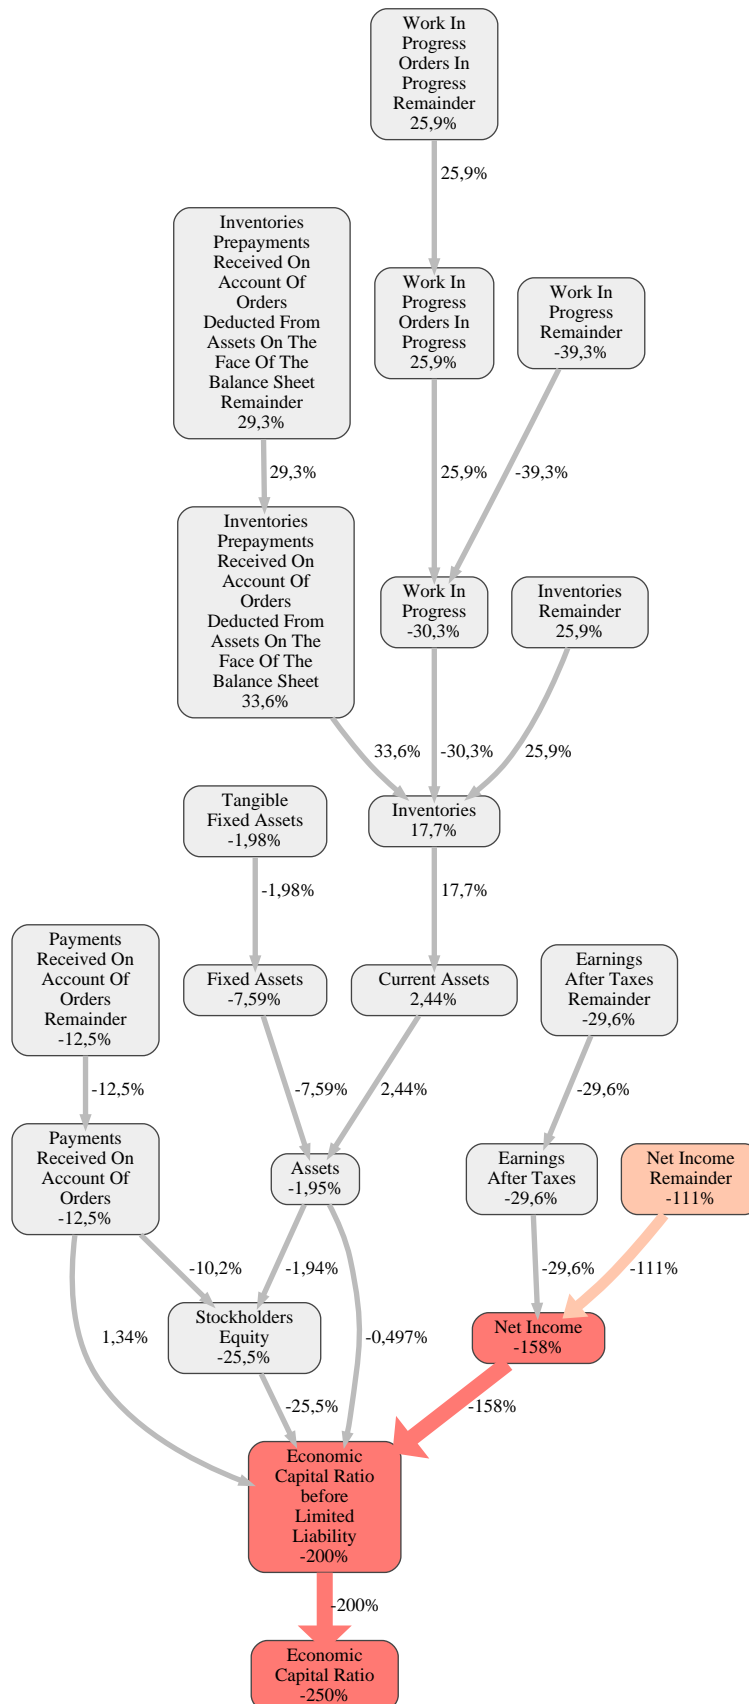 Work In
Progress
Orders In
Progress
Remainder
25,9%
25,9%
Inventories
Prepayments
Received On
Account Of
Orders
Deducted From
Assets On The
Face Of The
Balance Sheet
Remainder
29,3%
Work In
Progress
Orders In
Progress
25,9%
Work In
Progress
Remainder
-39,3%
29,3%
25,9%
-39,3%
Inventories
Prepayments
Received On
Account Of
Orders
Deducted From
Assets On The
Face Of The
Balance Sheet
33,6%
Work In
Progress
-30,3%
Inventories
Remainder
25,9%
33,6%
-30,3%
25,9%
Tangible
Fixed Assets
-1,98%
Inventories
17,7%
-1,98%
17,7%
Payments
Received On
Account Of
Orders
Remainder
-12,5%
Fixed Assets
-7,59%
Current Assets
2,44%
Earnings
After Taxes
Remainder
-29,6%
-12,5%
-7,59%
2,44%
-29,6%
Payments
Received On
Account Of
Orders
-12,5%
Assets
-1,95%
Earnings
After Taxes
-29,6%
Net Income
Remainder
-111%
-10,2%
-1,94%
-29,6%
-111%
1,34%
Stockholders
Equity
-25,5%
-0,497%
Net Income
-158%
-25,5%
-158%
Economic
Capital Ratio
before
Limited
Liability
-200%
-200%
Economic
Capital Ratio
-250%